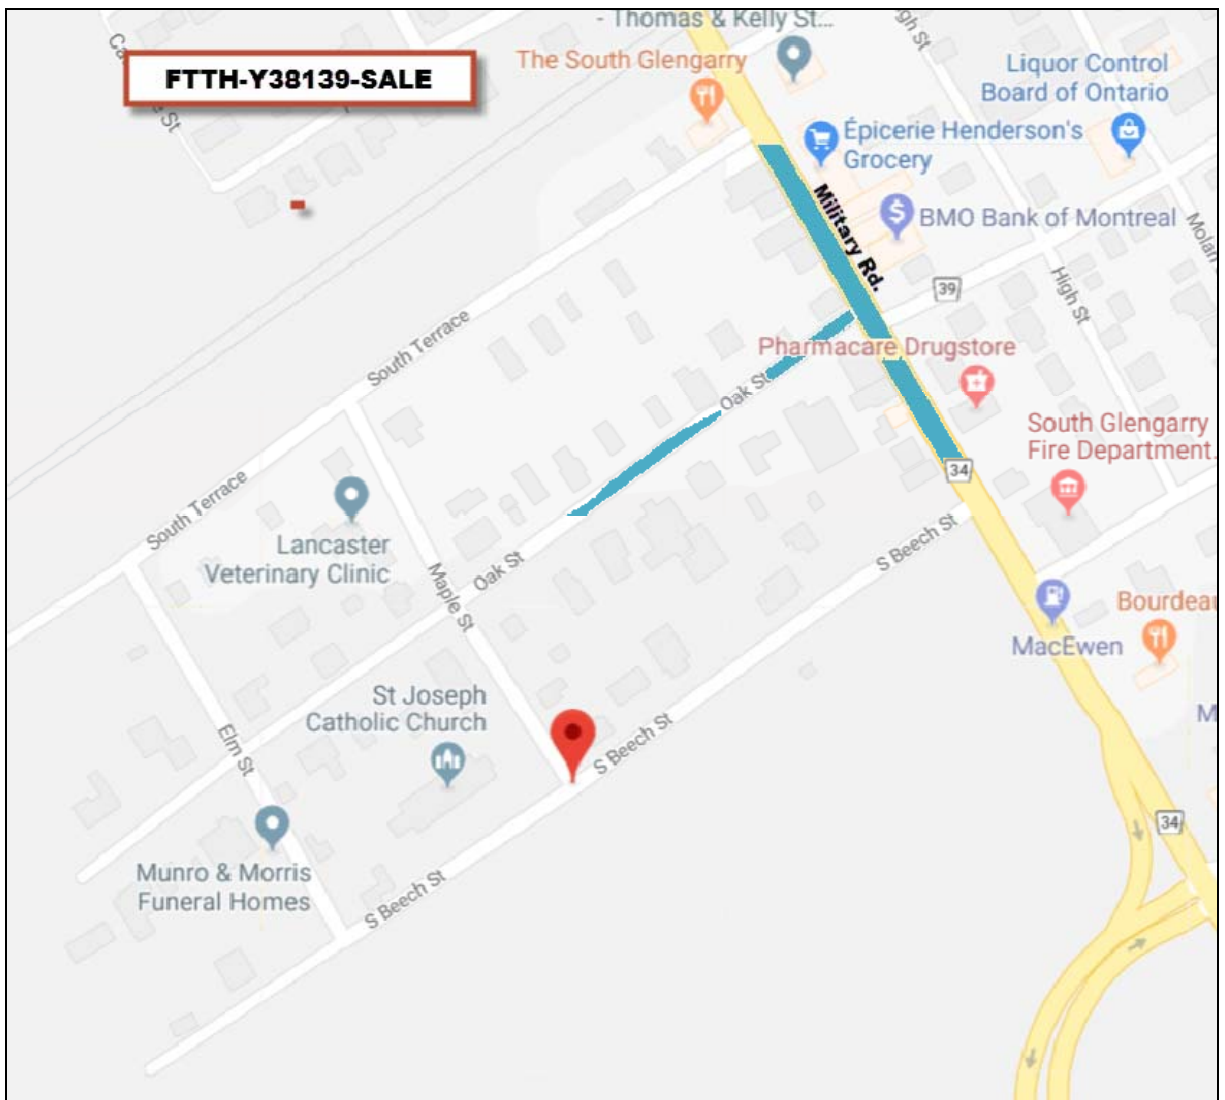 - Thomas & Kelly St...
The South Glengarry
FTTH-Y38139-SALE
Liquor Control
Board of Ontario
Épicerie Henderson's
Grocery
Military Rd.
BMO Bank of Montreal
39
High St
South Terrace
Pharmacare Drugstore
Oak St
South Glengarry
Fire Department.
34
South Terrace
S Beech St
Lancaster
Veterinary Clinic
Oak St
Maple St
MacEwen
Bourdeau
St Joseph
Catholic Church
S Beech St
M
Elm St
34
Munro & Morris
Funeral Homes
S Beech St